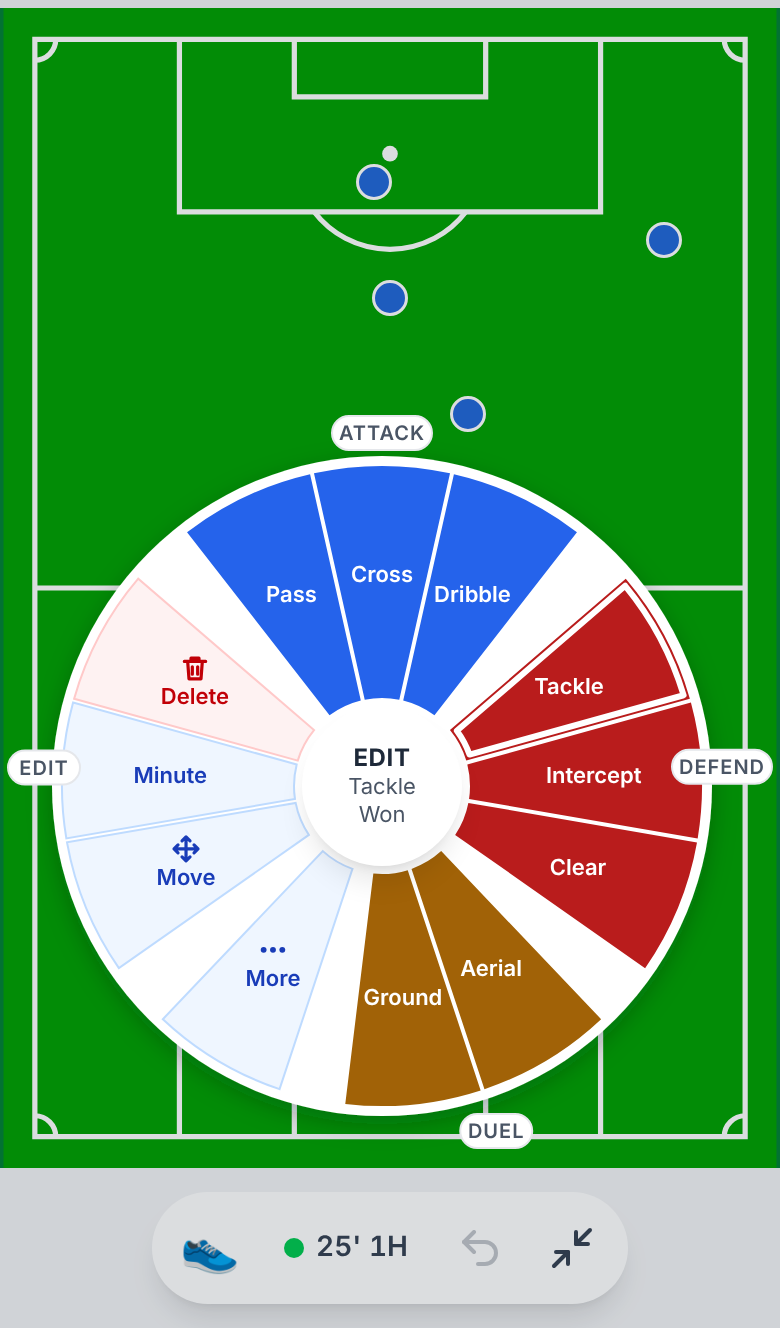 ATTACK
Pass
Cross
Dribble
Delete
Tackle
EDIT
Minute
EDIT
Tackle
Won
Intercept
DEFEND
Move
Clear
More
Ground
Aerial
DUEL
25' 1H